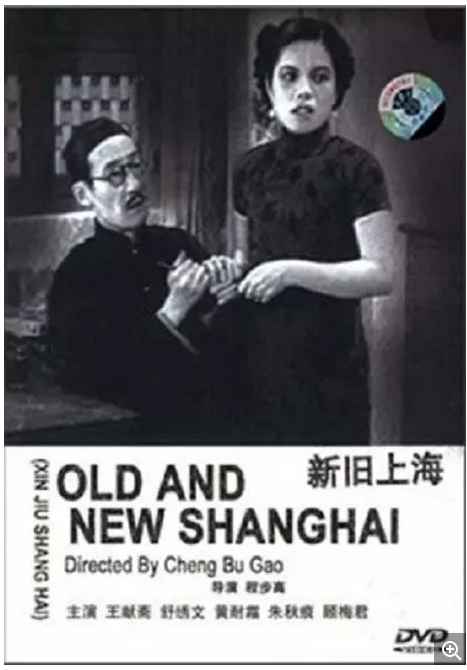 新旧上海
(XIN JIU SHANG HAI)
OLD AND
NEW SHANGHAI
Directed By Cheng Bu Gao
导演 程步高
主演 王献斋 舒绣文 黄耐霜 朱秋痕 顾梅君
DVD